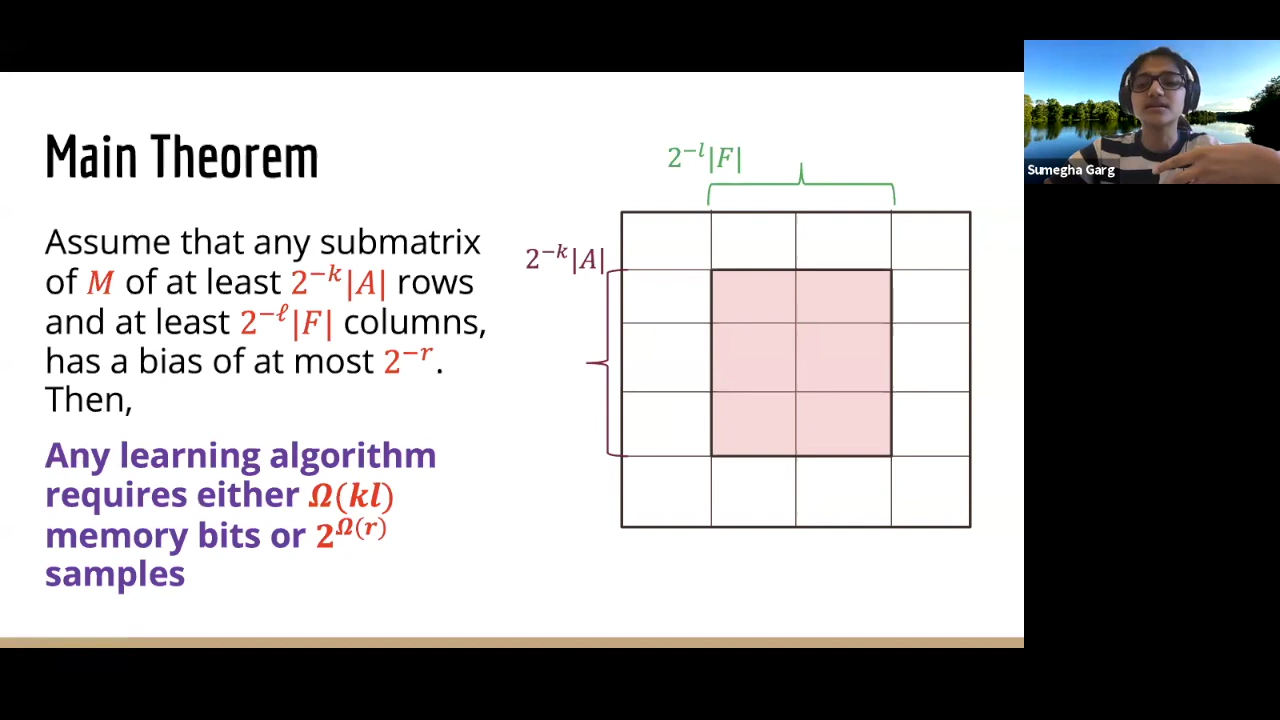 Main Theorem
Assume that any submatrix
of M of at least 2^{-k}|A| rows
and at least 2^{-ℓ}|F| columns,
has a bias of at most 2^{-r}.
Then,
Any learning algorithm
requires either Ω(kl)
memory bits or 2^{Ω(r)}
samples
2^{-l}|F|
2^{-k}|A|
Sumegha Garg